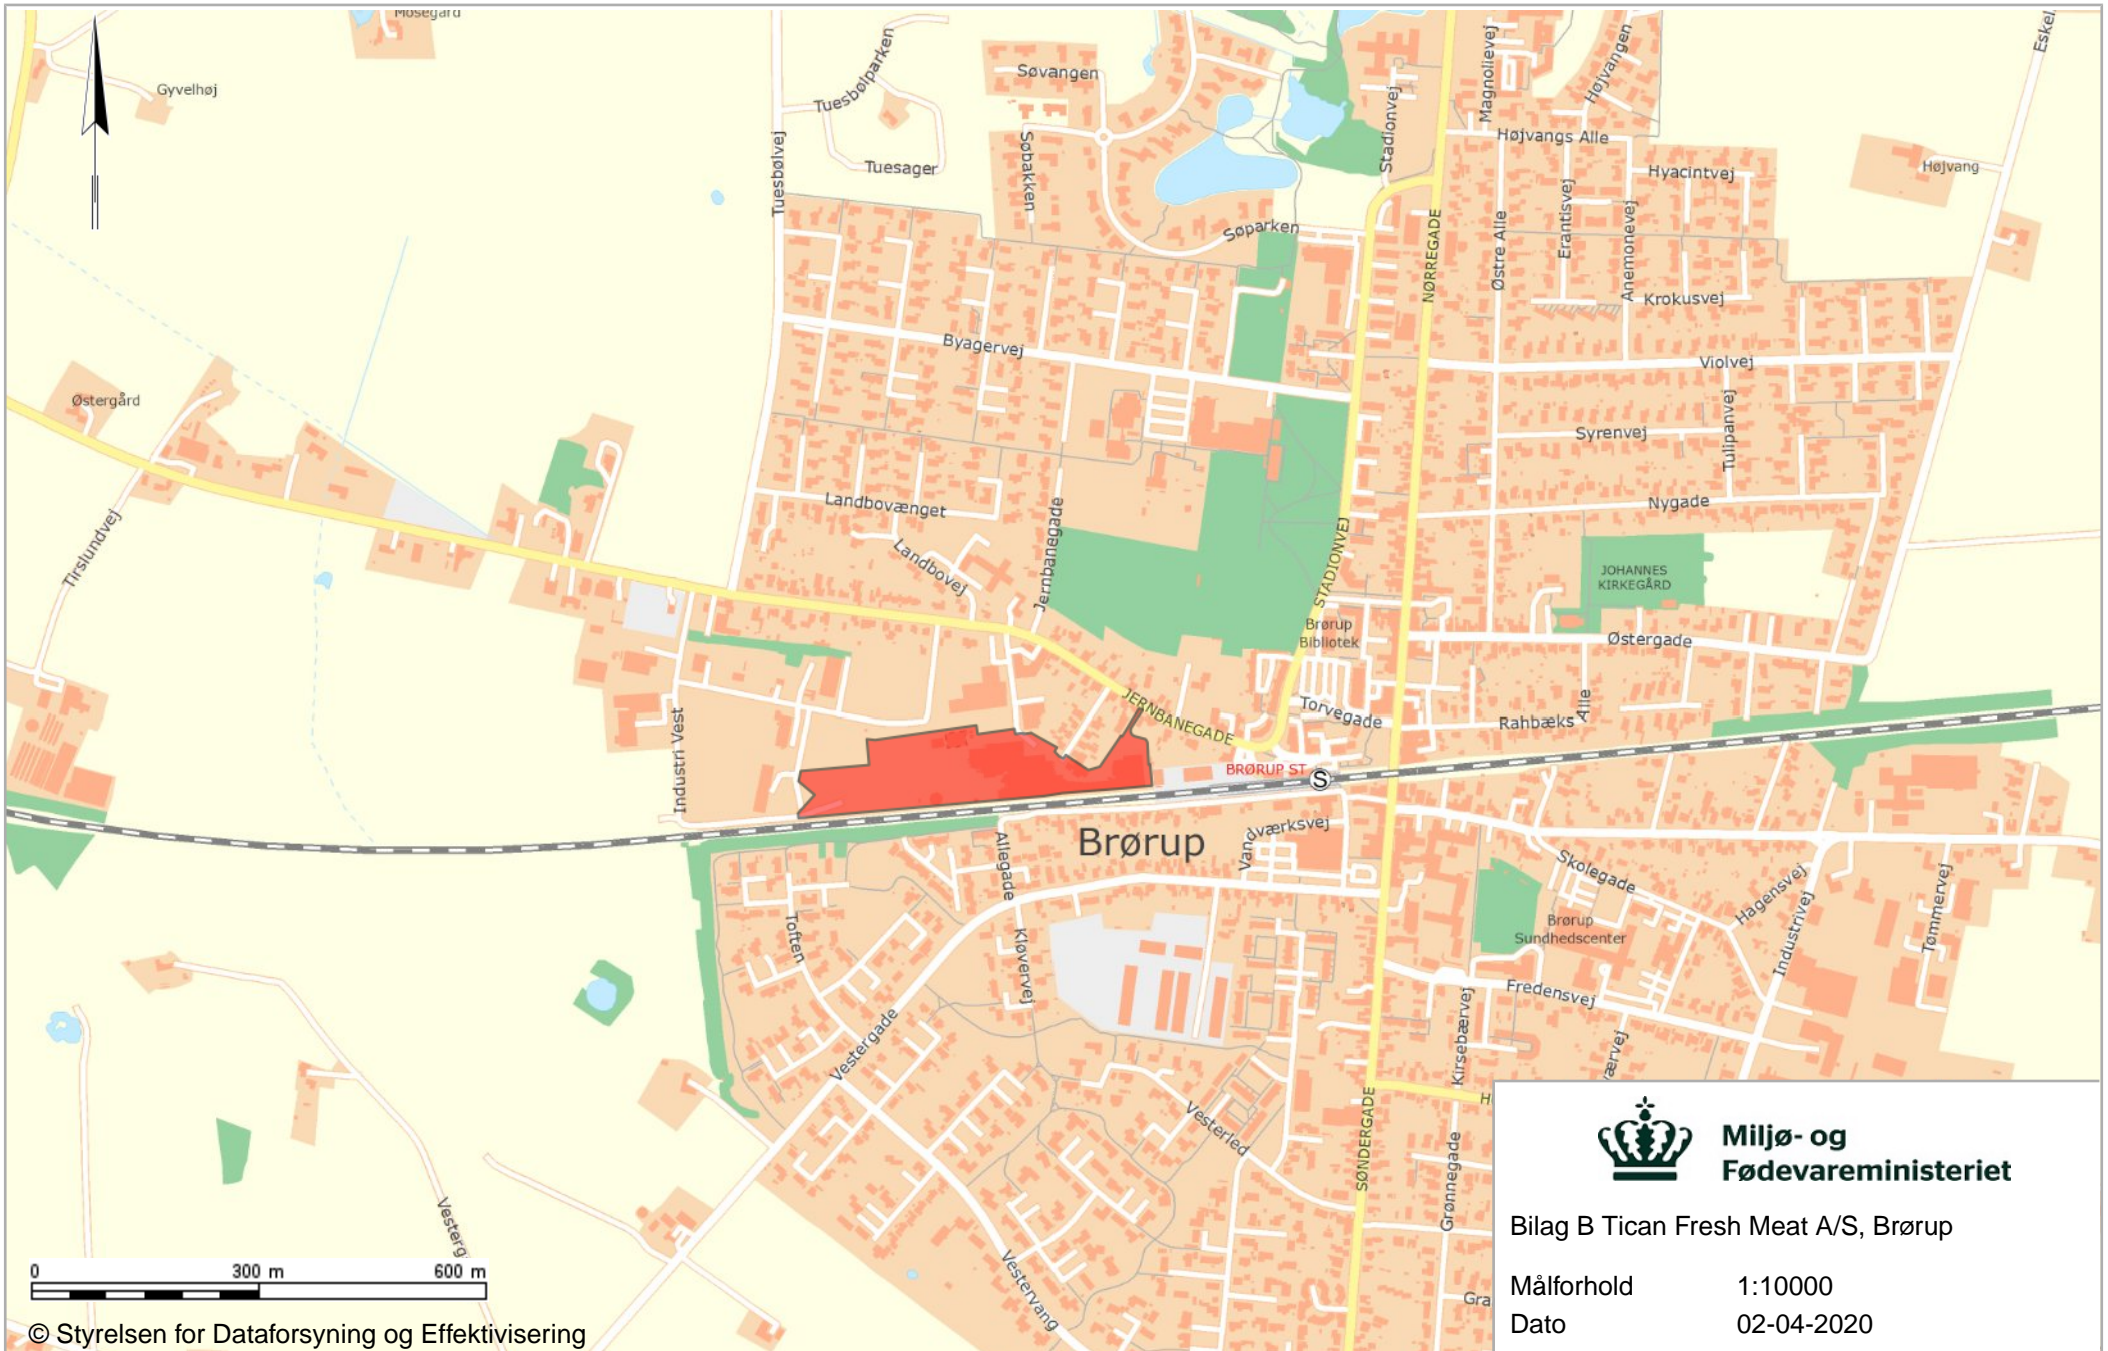 Mosegård
Gyvelhøj
Tuesbølparken
Tuesager
Tuesbølvej
Søvangen
Søbakken
Søparken
Stadionvej
Magnolievej
Højvangen
Højvangs Alle
Hyacintvej
Erantisvej
Anemonevej
Østre Alle
Krokusvej
NØRREGADE
Højvang
Byagervej
Violvej
Tulipanvej
Syrenvej
Nygade
Østergård
Tirslundvej
Landbovænget
Landbovej
Jernbanegade
STADIONVEJ
JOHANNES
KIRKEGÅRD
Brørup
Bibliotek
Østergade
Torvegade
Rahbæks Alle
JERNBANEGADE
BRØRUP ST
S
Industri Vest
Brørup
Vandværksvej
Allegade
Skolegade
Hagensvej
Industrivej
Tømmervej
Toften
Kløvervej
Brørup
Sundhedscenter
Fredensvej
Kirsebærvej
Vestergade
Vesterled
SØNDERGADE
Grønnegade
Vesterg
Vestervang
Gra
0 300 m 600 m
© Styrelsen for Dataforsyning og Effektivisering
Miljø- og
Fødevareministeriet
Bilag B Tican Fresh Meat A/S, Brørup
Målforhold 1:10000
Dato 02-04-2020